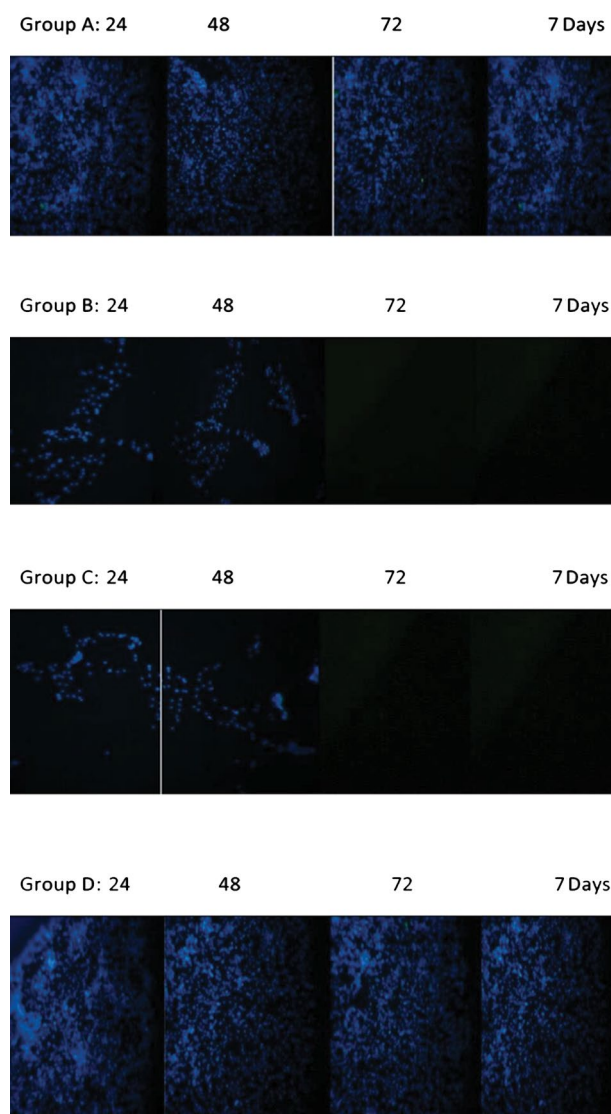 Group A: 24 48 72 7 Days
Group B: 24 48 72 7 Days
Group C: 24 48 72 7 Days
Group D: 24 48 72 7 Days